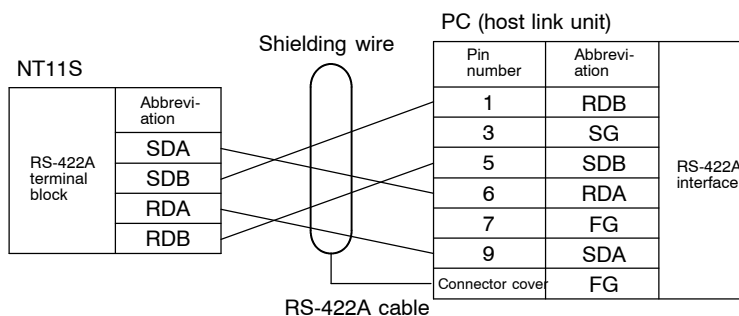 PC (host link unit)
Shielding wire
NT11S
Pin
number
Abbrevi-
ation
Abbrevi-
ation
1 RDB
SDA
3 SG
RS-422A
terminal
block
SDB
5 SDB
RS-422A
interface
RDA
6 RDA
RDB
7 FG
9 SDA
Connector cover FG
RS-422A cable